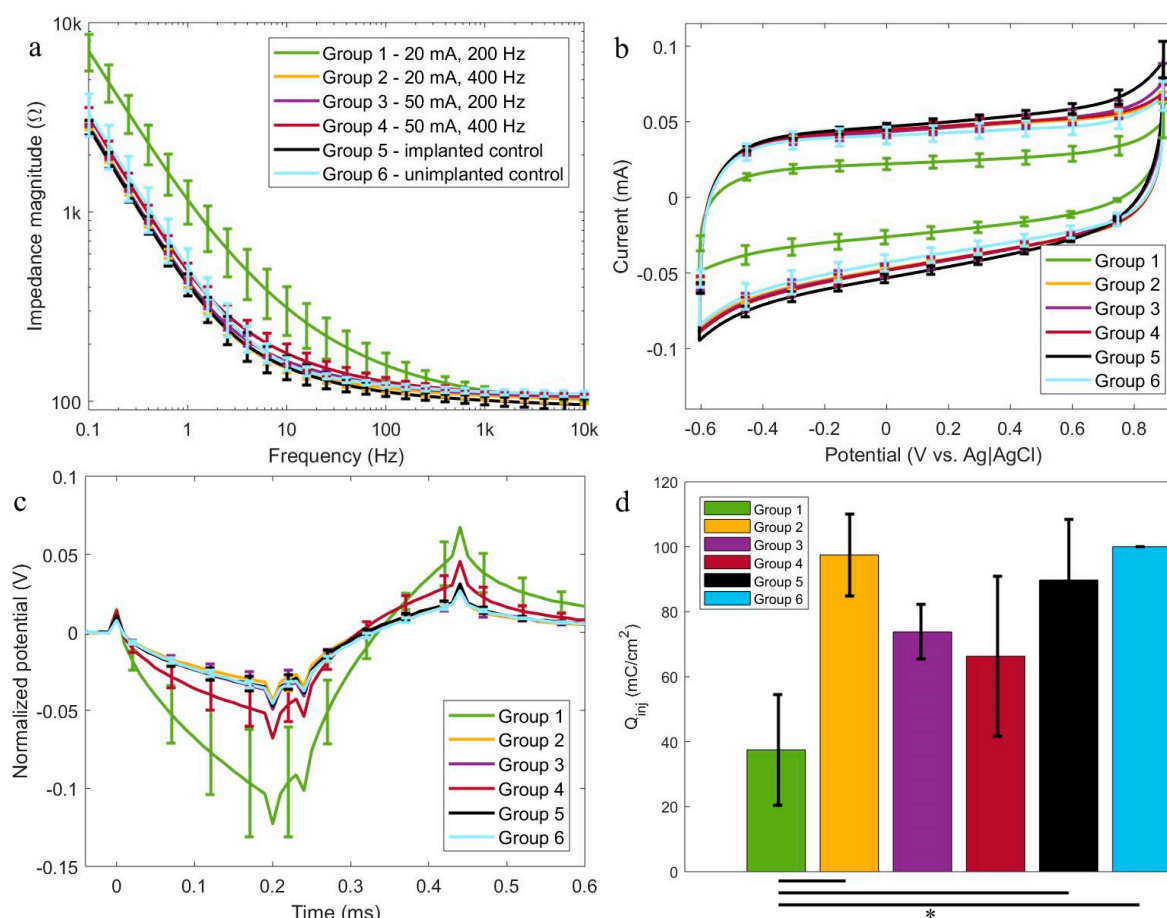 a
10k
1k
100
Impedance magnitude (Ω)
0.1
1
10
100
1k
10k
Frequency (Hz)
Group 1 - 20 mA, 200 Hz
Group 2 - 20 mA, 400 Hz
Group 3 - 50 mA, 200 Hz
Group 4 - 50 mA, 400 Hz
Group 5 - implanted control
Group 6 - unimplanted control
b
0.1
0.05
0
-0.05
-0.1
Current (mA)
-0.6
-0.4
-0.2
0
0.2
0.4
0.6
0.8
Potential (V vs. Ag|AgCl)
Group 1
Group 2
Group 3
Group 4
Group 5
Group 6
c
0.1
0.05
0
-0.05
-0.1
-0.15
Normalized potential (V)
0
0.1
0.2
0.3
0.4
0.5
0.6
Time (ms)
Group 1
Group 2
Group 3
Group 4
Group 5
Group 6
d
120
100
80
60
40
20
0
Qinj (mC/cm²)
Group 1
Group 2
Group 3
Group 4
Group 5
Group 6
*